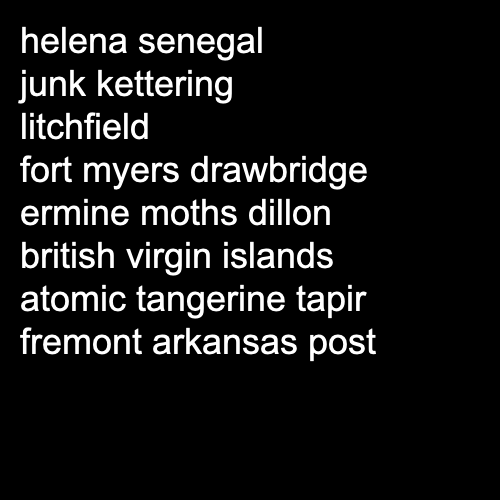 helena senegal
junk kettering
litchfield
fort myers drawbridge
ermine moths dillon
british virgin islands
atomic tangerine tapir
fremont arkansas post